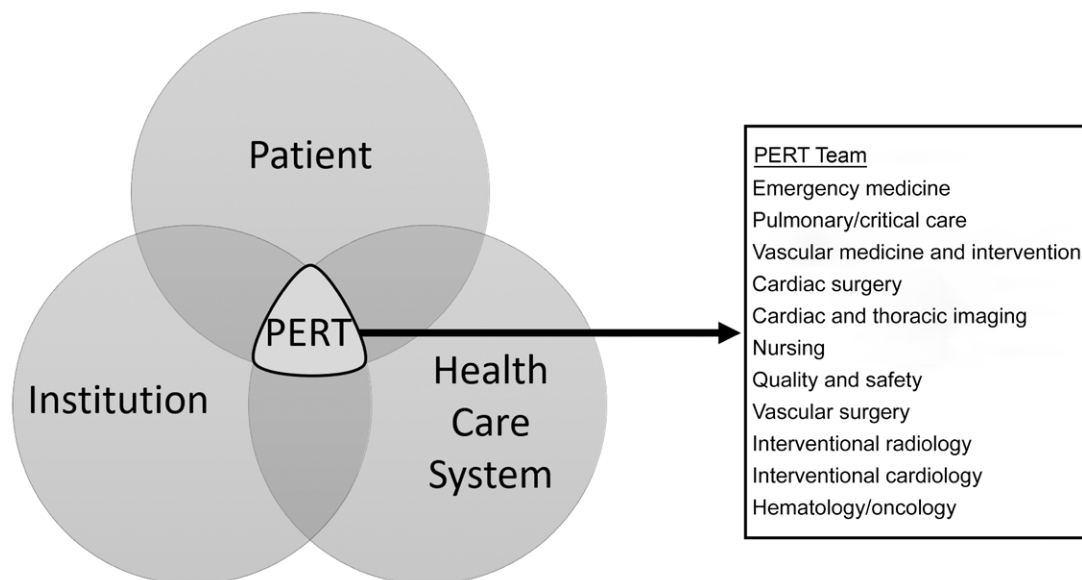 Patient
PERT
Institution
Health
Care
System
PERT Team
Emergency medicine
Pulmonary/critical care
Vascular medicine and intervention
Cardiac surgery
Cardiac and thoracic imaging
Nursing
Quality and safety
Vascular surgery
Interventional radiology
Interventional cardiology
Hematology/oncology